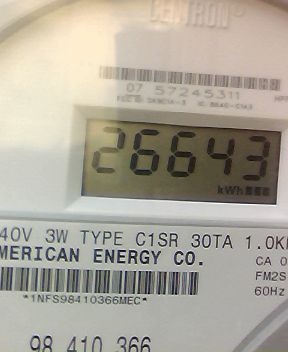 CENTRON®
07 57245311
26643
kWh
40V 3W TYPE C1SR 30TA 1.0K
MERICAN ENERGY CO.
CA 0
FM2S
60Hz
*1NFS98410366MEC*
98 410 366